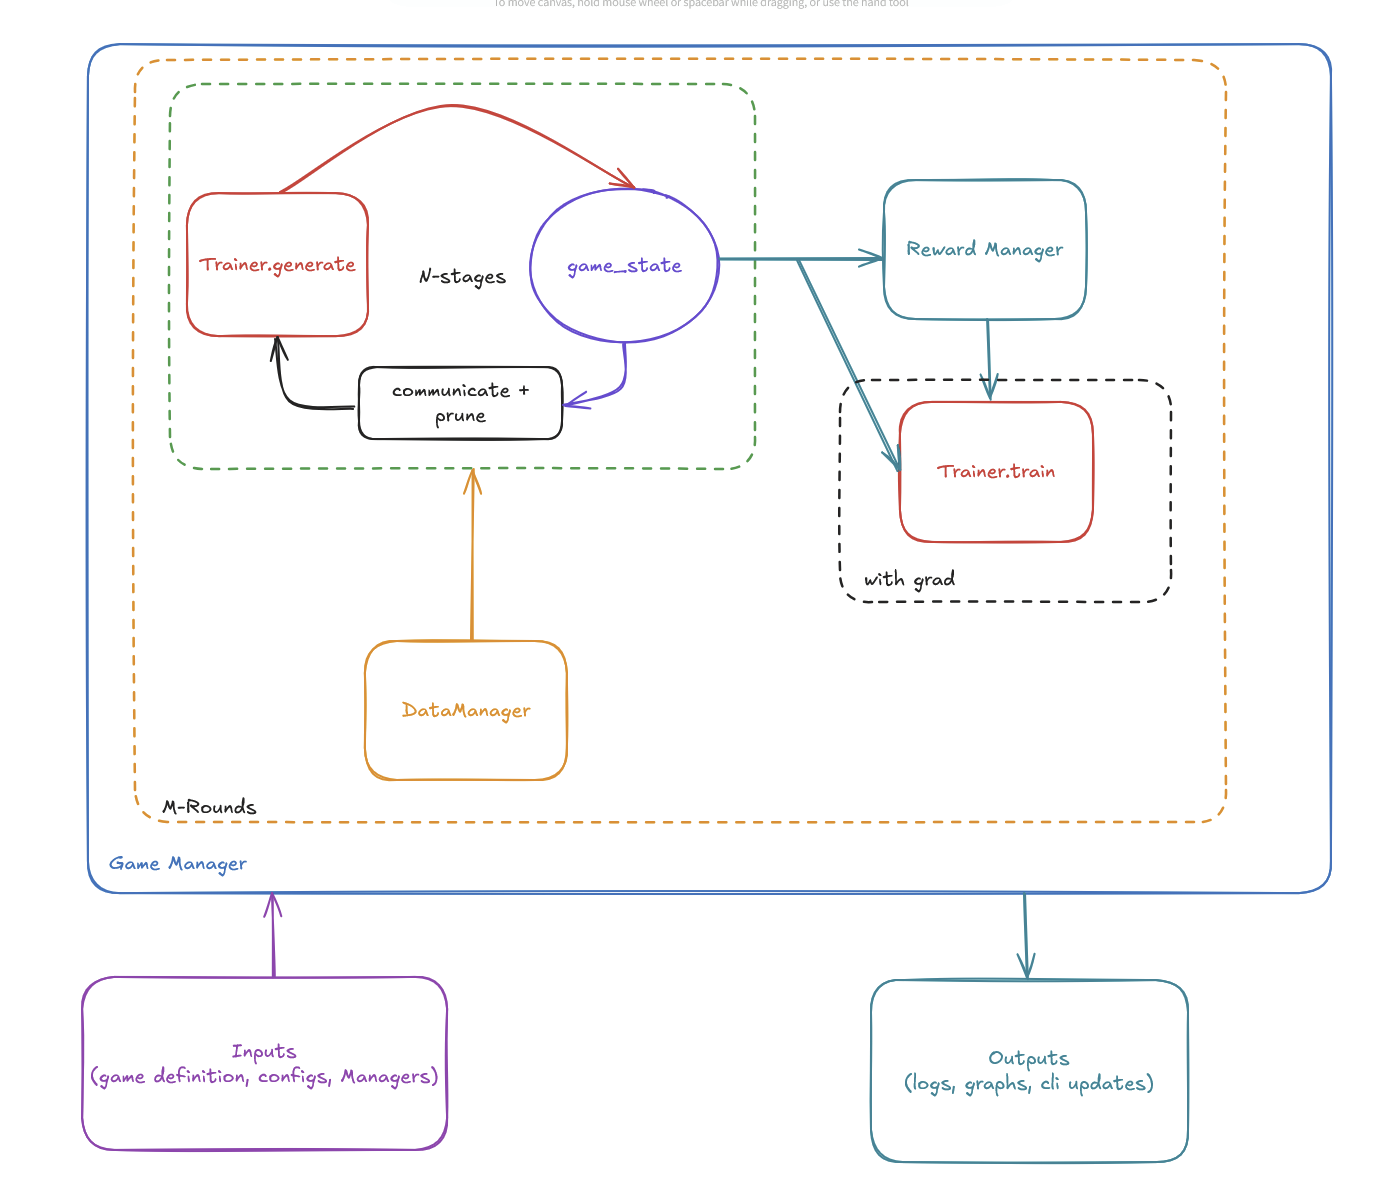 To move canvas, hold mouse wheel or spacebar while dragging, or use the hand tool
Trainer.generate
N-stages
game_state
Reward Manager
communicate +
prune
Trainer.train
with grad
DataManager
M-Rounds
Game Manager
Inputs
(game definition, configs, Managers)
Outputs
(logs, graphs, cli updates)